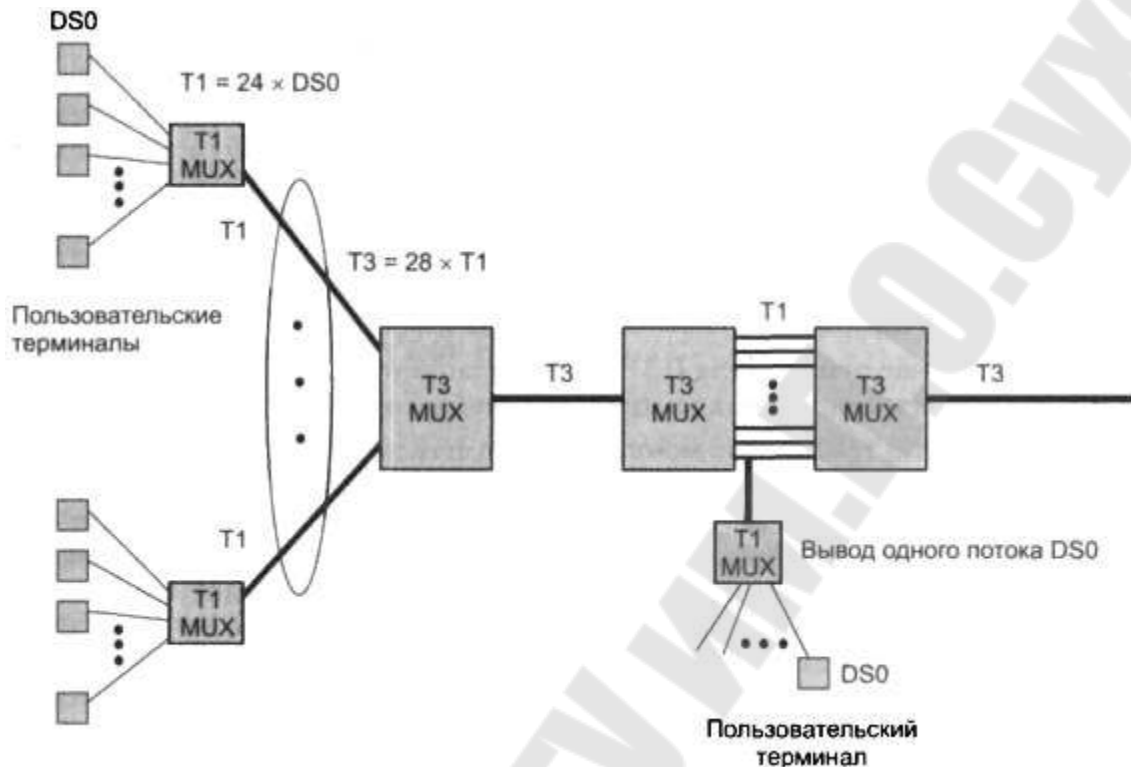 DS0
T1 = 24 × DS0
T1
MUX
T1
T3 = 28 × T1
Пользовательские
терминалы
T3
MUX
T3
T3
MUX
T1
T3
MUX
T3
T1
T1
MUX
T1
MUX
Вывод одного потока DS0
DS0
Пользовательский
терминал